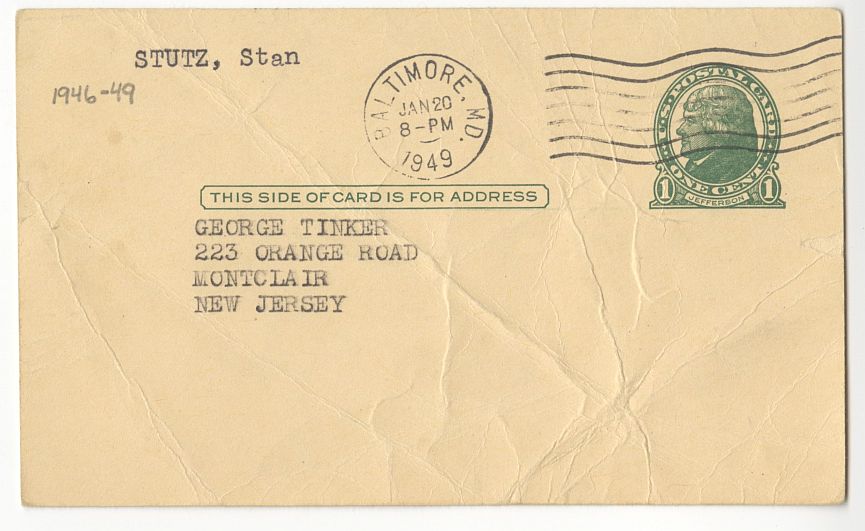 STUTZ, Stan
1946-49
BALTIMORE, MD.
JAN 20
8-PM
1949
U.S. POSTAL CARD
ONE CENT
1 JEFFERSON 1
THIS SIDE OF CARD IS FOR ADDRESS
GEORGE TINKER
223 ORANGE ROAD
MONTCLAIR
NEW JERSEY